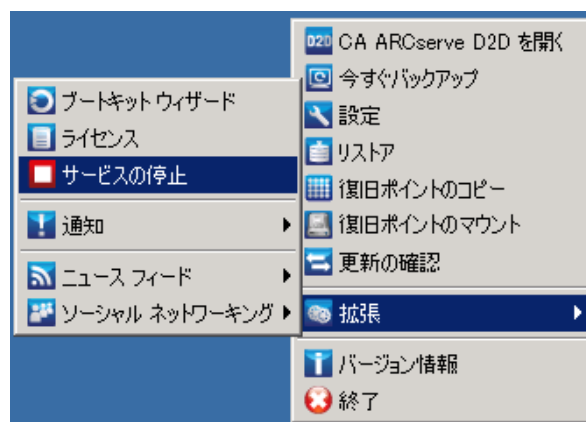 D2D CA ARCserve D2D を開く
今すぐバックアップ
設定
リストア
復旧ポイントのコピー
復旧ポイントのマウント
更新の確認
拡張
バージョン情報
終了
ブートキット ウィザード
ライセンス
サービスの停止
通知
ニュース フィード
ソーシャル ネットワーキング